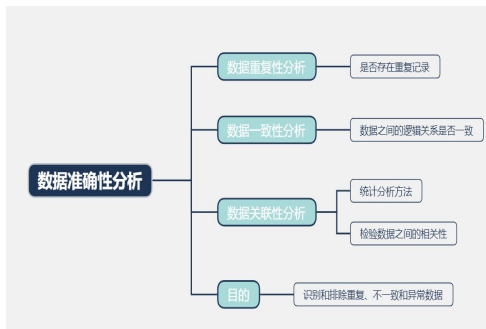 数据准确性分析
数据重复性分析
是否存在重复记录
数据一致性分析
数据之间的逻辑关系是否一致
数据关联性分析
统计分析方法
检验数据之间的相关性
目的
识别和排除重复、不一致和异常数据